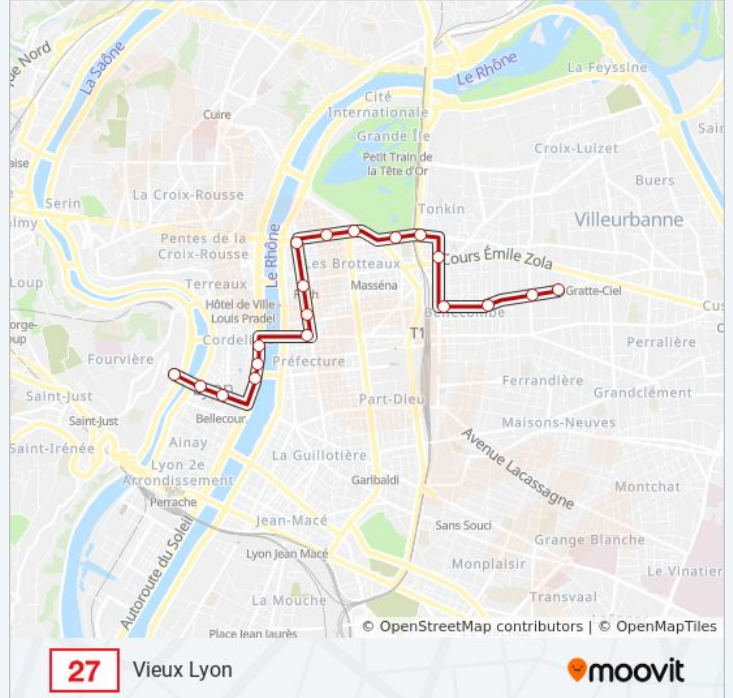 que Nord
La Saône
Le Rhône
La Feyssine
Cité
Internationale
Cuire
Grande Île
Petit Train de
la Tête d'Or
Croix-Luizet
Buers
La Croix-Rousse
Serin
Tonkin
Villeurbanne
Pentes de la
Croix-Rousse
Le Rhône
Cours Émile Zola
Les Brotteaux
Masséna
Terreaux
Gratte-Ciel
Hôtel de Ville -
Louis Pradel
Bellecombe
T1
Perralière
Fourvière
Préfecture
Ferrandière
Saint-Just
Lyon
Part-Dieu
Grandclément
Saint-Just
Bellecour
Maisons-Neuves
Saint-Irénée
Ainay
La Guillotière
Avenue Lacassagne
Lyon 2e
Arrondissement
Garibaldi
Montchat
Perrache
Jean-Macé
Sans Souci
Grange Blanche
Autoroute du Soleil
Lyon Jean Macé
Monplaisir
Le Vinatier
La Mouche
Transvaal
Place Jean Jaurès
© OpenStreetMap contributors | © OpenMapTiles
27 Vieux Lyon
moovit